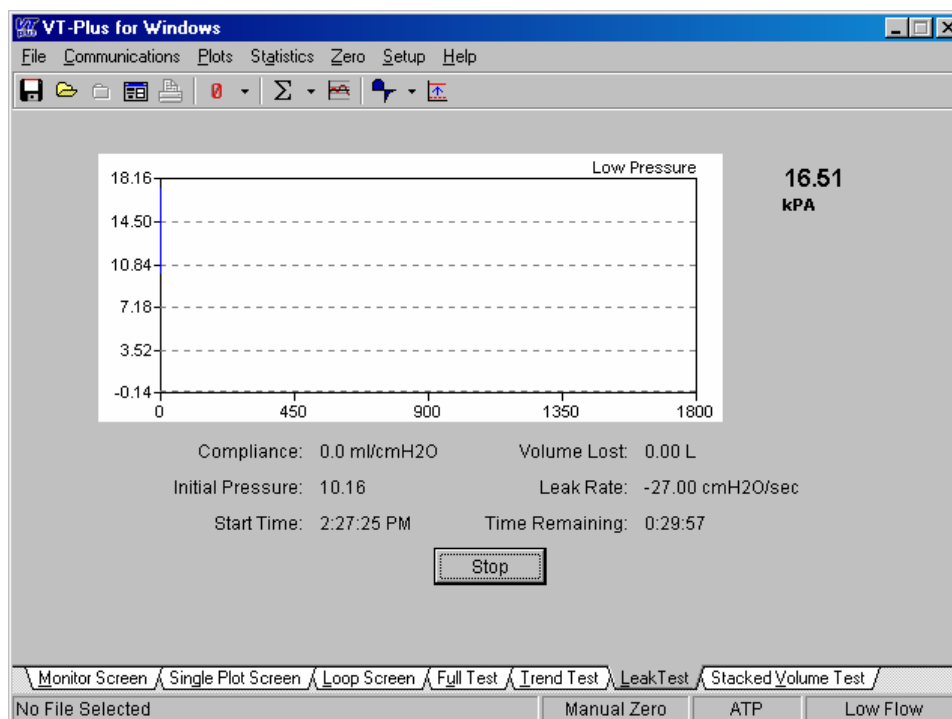 VT-Plus for Windows
File Communications Plots Statistics Zero Setup Help
Low Pressure
18.16
14.50
10.84
7.18
3.52
-0.14
0 450 900 1350 1800
16.51
kPA
Compliance: 0.0 ml/cmH2O Volume Lost: 0.00 L
Initial Pressure: 10.16 Leak Rate: -27.00 cmH2O/sec
Start Time: 2:27:25 PM Time Remaining: 0:29:57
Stop
Monitor Screen Single Plot Screen Loop Screen Full Test Trend Test LeakTest Stacked Volume Test
No File Selected Manual Zero ATP Low Flow